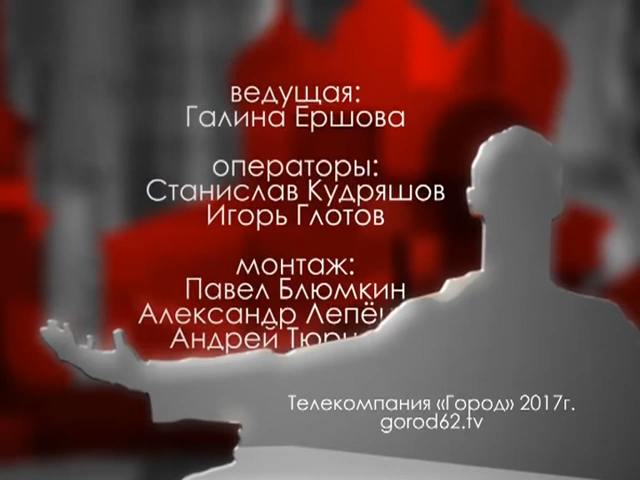 ведущая:
Галина Ершова
операторы:
Станислав Кудряшов
Игорь Глотов
монтаж:
Павел Блюмкин
Александр
Андрей
Телекомпания «Город» 2017г.
gorod62.tv